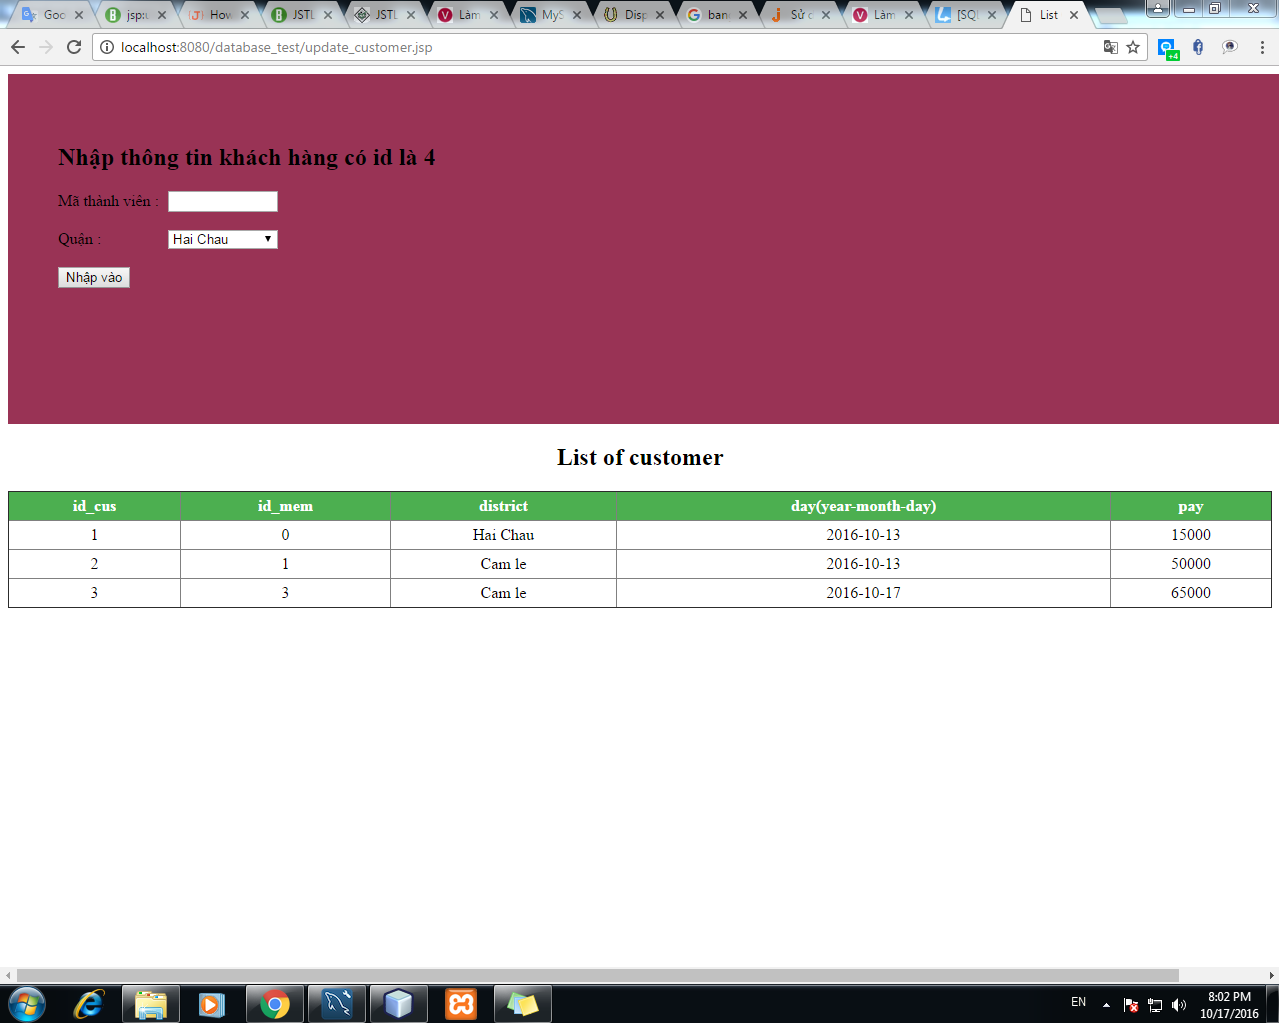 Goo
jsp:u
How
JSTL
JSTL
Làm
MyS
Disp
ban
Sử d
Làm
[SQL
List
localhost:8080/database_test/update_customer.jsp
+4
Nhập thông tin khách hàng có id là 4
Mã thành viên :
Quận : Hai Chau
Nhập vào
List of customer
id_cus id_mem district day(year-month-day) pay
1 0 Hai Chau 2016-10-13 15000
2 1 Cam le 2016-10-13 50000
3 3 Cam le 2016-10-17 65000
EN
8:02 PM
10/17/2016